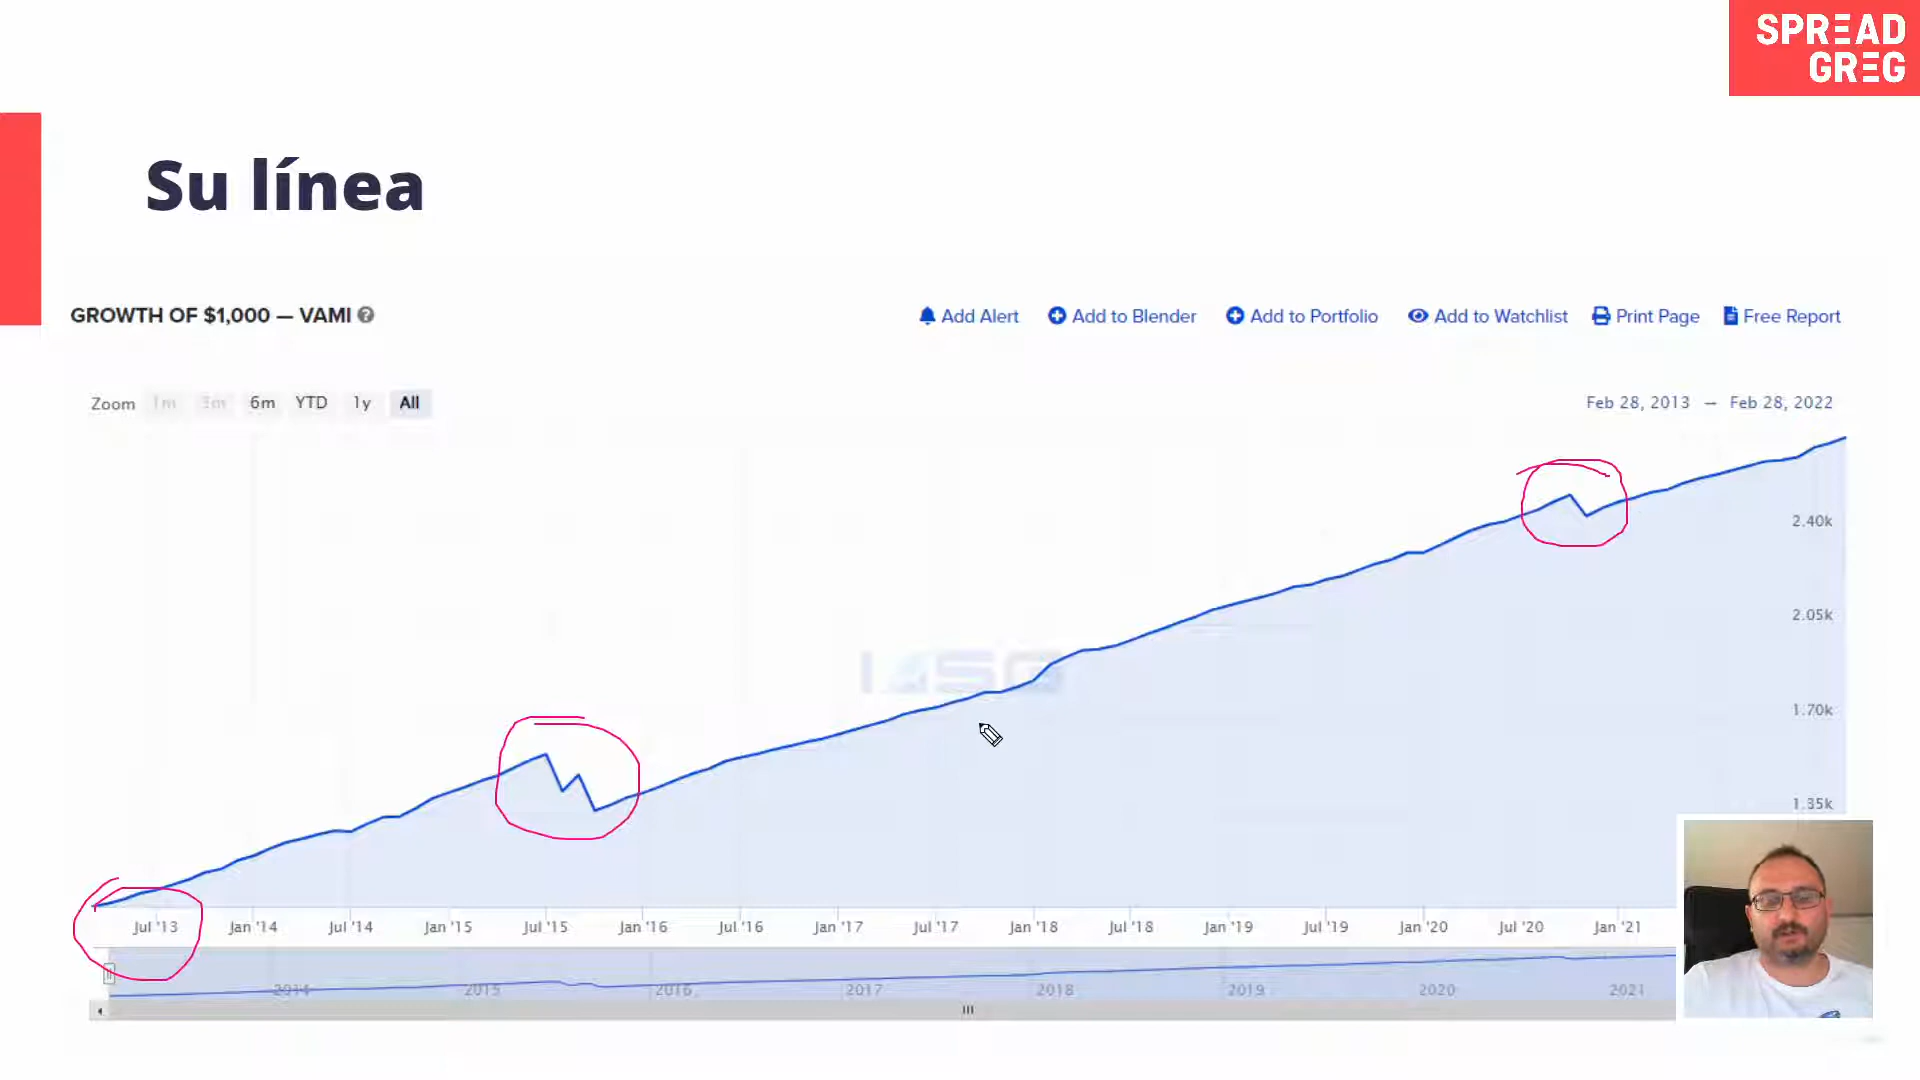 SPREAD
GREG
Su línea
GROWTH OF $1,000 — VAMI ?
Add Alert Add to Blender Add to Portfolio Add to Watchlist Print Page Free Report
Zoom 1m 3m 6m YTD 1y All
Feb 28, 2013 — Feb 28, 2022
2.40k
2.05k
IASG
1.70k
1.35k
Jul '13 Jan '14 Jul '14 Jan '15 Jul '15 Jan '16 Jul '16 Jan '17 Jul '17 Jan '18 Jul '18 Jan '19 Jul '19 Jan '20 Jul '20 Jan '21
2014 2015 2016 2017 2018 2019 2020 2021